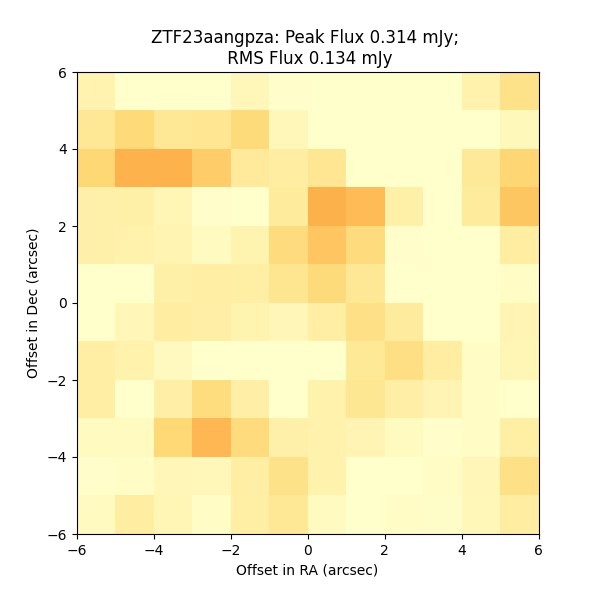 ZTF23aangpza: Peak Flux 0.314 mJy;
RMS Flux 0.134 mJy
6
4
2
0
−2
−4
−6
Offset in Dec (arcsec)
−6 −4 −2 0 2 4 6
Offset in RA (arcsec)